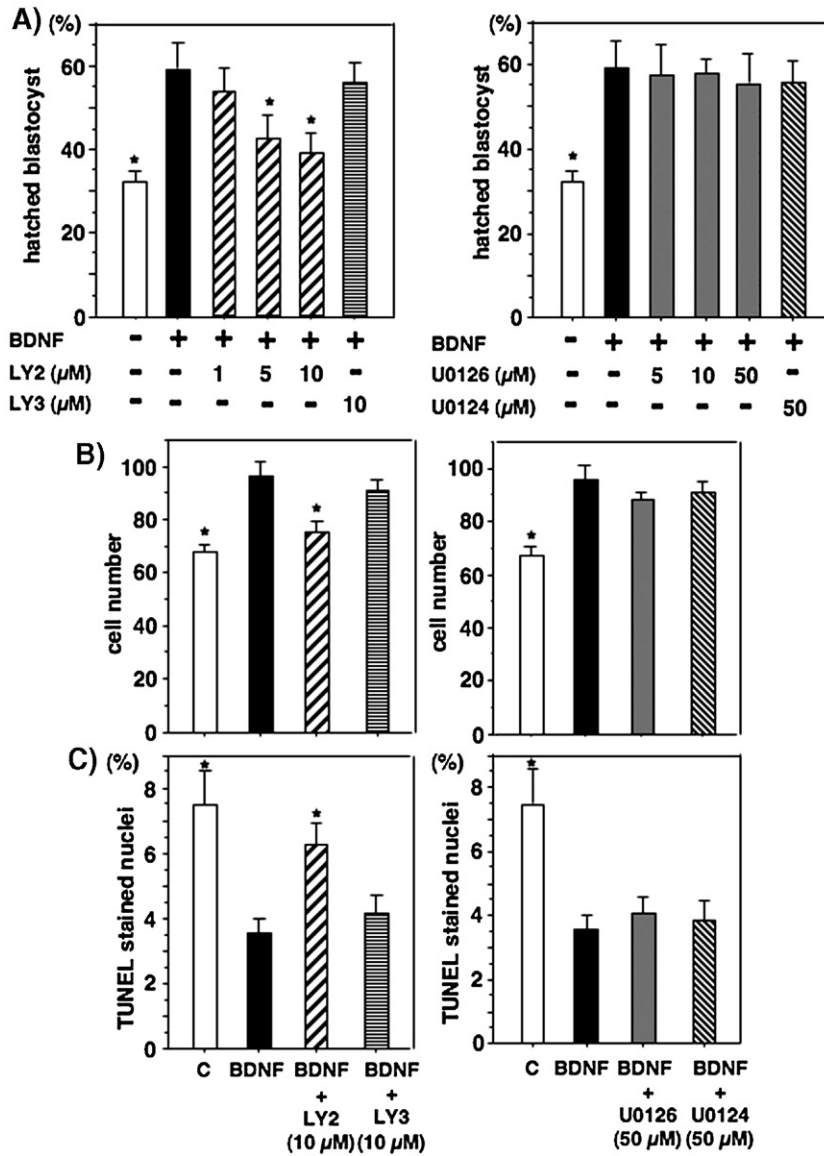 A) (%)
hatched blastocyst
60
40
20
0
*
*
*
BDNF - + + + + +
LY2 (µM) - - 1 5 10 -
LY3 (µM) - - - - - 10
hatched blastocyst
60
40
20
0
*
BDNF - + + + + +
U0126 (µM) - - 5 10 50 -
U0124 (µM) - - - - - 50
B)
cell number
100
80
60
40
20
0
*
*
cell number
100
80
60
40
20
0
*
C) (%)
TUNEL stained nuclei
8
6
4
2
0
*
*
C BDNF BDNF BDNF
+ +
LY2 LY3
(10 µM) (10 µM)
(%)
TUNEL stained nuclei
8
6
4
2
0
*
C BDNF BDNF BDNF
+ +
U0126 U0124
(50 µM) (50 µM)